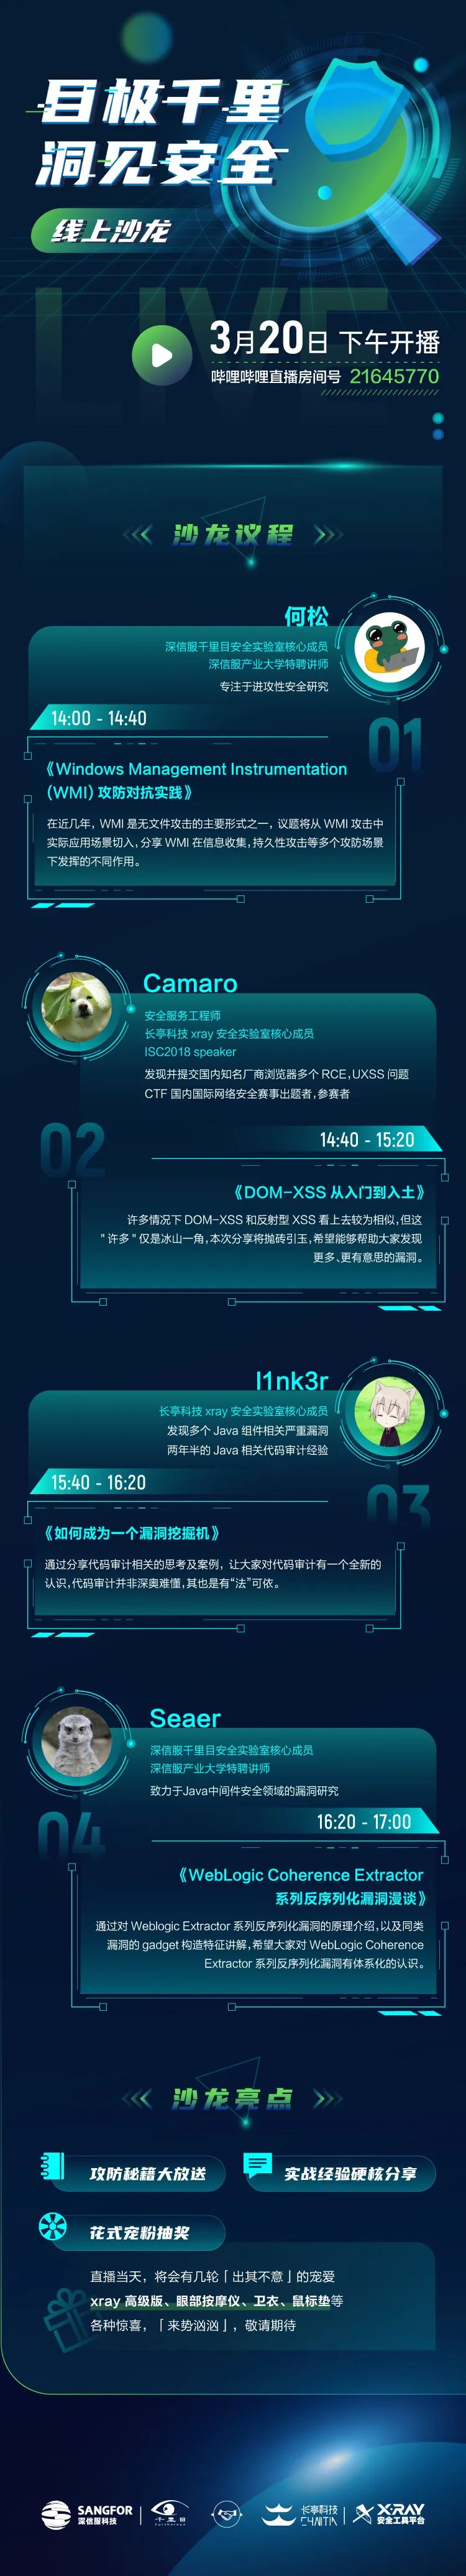 目极千里
洞见安全
线上沙龙
LIVE
3月20日 下午开播
哔哩哔哩直播房间号 21645770
沙龙议程
何松
深信服千里目安全实验室核心成员
深信服产业大学特聘讲师
专注于进攻性安全研究
14:00 - 14:40
01
《Windows Management Instrumentation
(WMI) 攻防对抗实践》
在近几年，WMI 是无文件攻击的主要形式之一，议题将从 WMI 攻击中
实际应用场景切入，分享 WMI 在信息收集，持久性攻击等多个攻防场景
下发挥的不同作用。
Camaro
安全服务工程师
长亭科技 xray 安全实验室核心成员
ISC2018 speaker
发现并提交国内知名厂商浏览器多个 RCE，UXSS 问题
CTF 国内国际网络安全赛事出题者，参赛者
02
14:40 - 15:20
《DOM-XSS 从入门到入土》
许多情况下 DOM-XSS 和反射型 XSS 看上去较为相似，但这
"许多"仅是冰山一角，本次分享将抛砖引玉，希望能够帮助大家发现
更多、更有意思的漏洞。
l1nk3r
长亭科技 xray 安全实验室核心成员
发现多个 Java 组件相关严重漏洞
两年半的 Java 相关代码审计经验
15:40 - 16:20
03
《如何成为一个漏洞挖掘机》
通过分享代码审计相关的思考及案例，让大家对代码审计有一个全新的
认识，代码审计并非深奥难懂，其也是有“法”可依。
Seaer
深信服千里目安全实验室核心成员
深信服产业大学特聘讲师
致力于Java中间件安全领域的漏洞研究
04
16:20 - 17:00
《WebLogic Coherence Extractor
系列反序列化漏洞漫谈》
通过对 Weblogic Extractor 系列反序列化漏洞的原理介绍，以及同类
漏洞的 gadget 构造特征讲解，希望大家对 WebLogic Coherence
Extractor 系列反序列化漏洞有体系化的认识。
沙龙亮点
攻防秘籍大放送
实战经验硬核分享
花式宠粉抽奖
直播当天，将会有几轮「出其不意」的宠爱
xray 高级版、眼部按摩仪、卫衣、鼠标垫等
各种惊喜，「来势汹汹」，敬请期待
SANGFOR
深信服科技
千里目
长亭科技
CHAITIN
X-RAY
安全工具平台